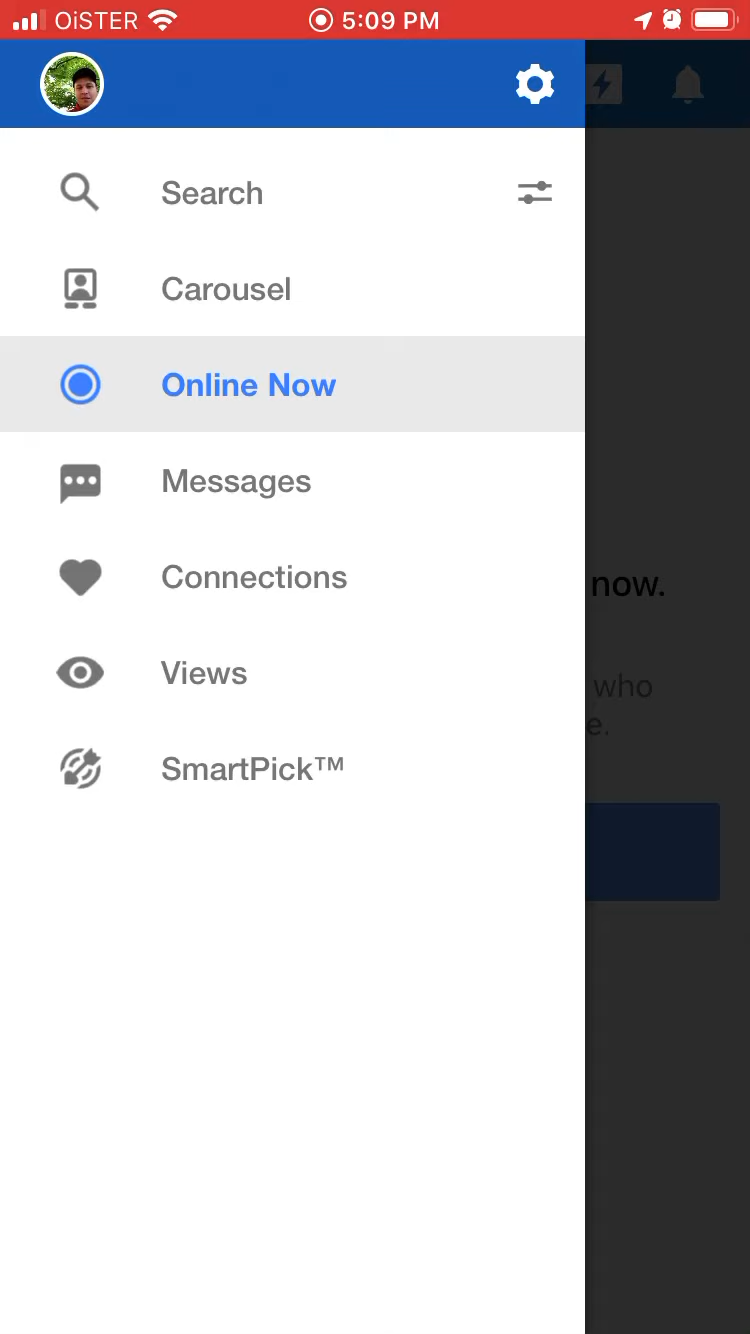 OiSTER 5:09 PM
Search
Carousel
Online Now
Messages
Connections
Views
SmartPick™
now.
who
e.